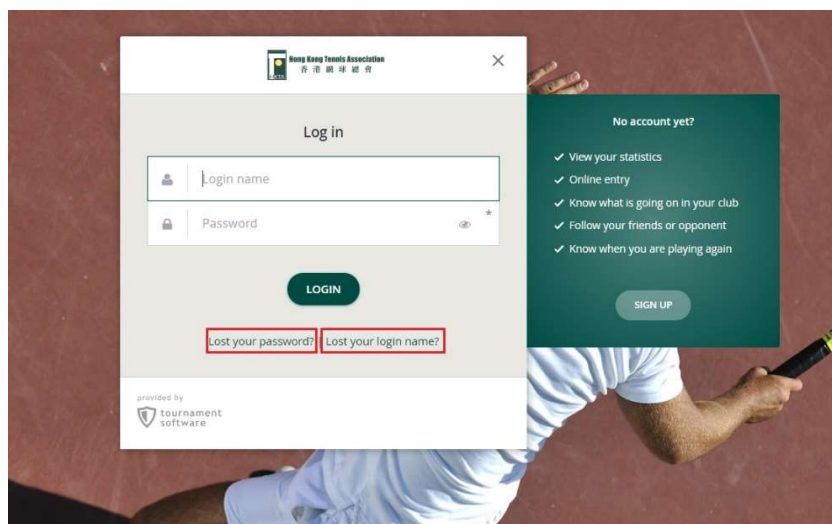 Hong Kong Tennis Association
香港網球總會
Log in
Login name
Password
*
LOGIN
Lost your password? | Lost your login name?
provided by
tournament
software
No account yet?
View your statistics
Online entry
Know what is going on in your club
Follow your friends or opponent
Know when you are playing again
SIGN UP